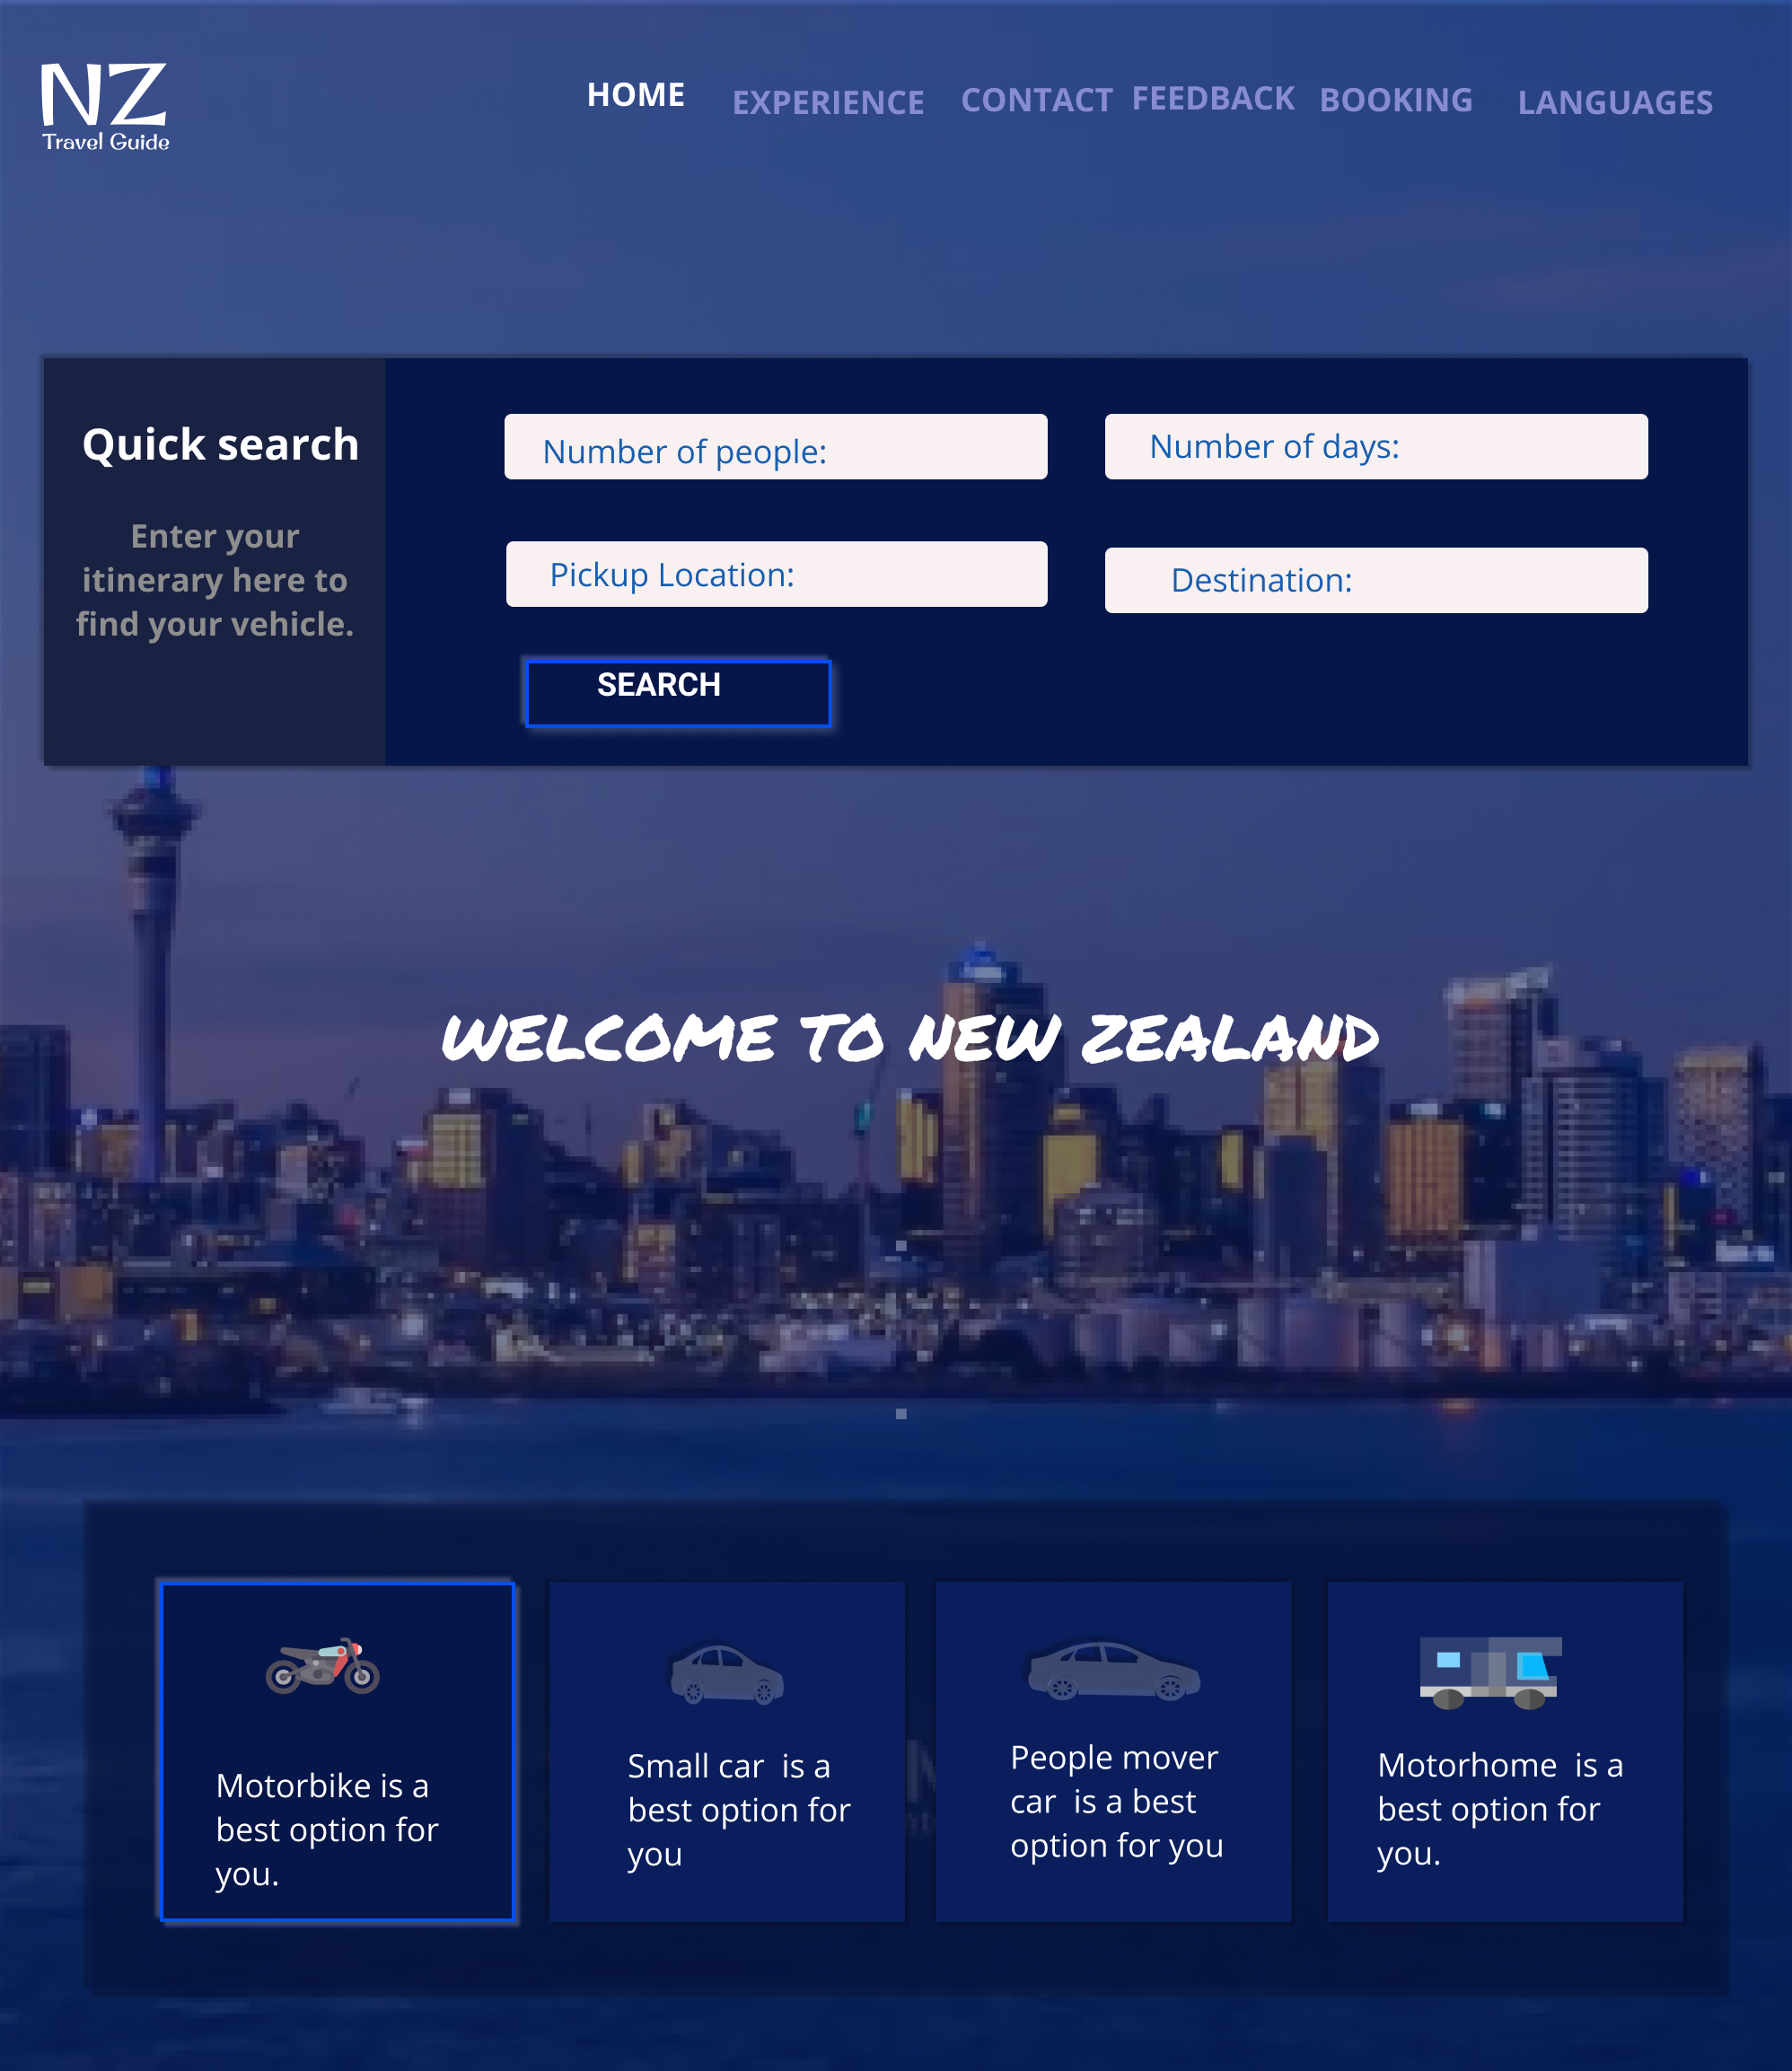 NZ
Travel Guide
HOME EXPERIENCE CONTACT FEEDBACK BOOKING LANGUAGES
Quick search
Enter your
itinerary here to
find your vehicle.
Number of people:
Number of days:
Pickup Location:
Destination:
SEARCH
WELCOME TO NEW ZEALAND
Motorbike is a
best option for
you.
Small car  is a
best option for
you
People mover
car  is a best
option for you
Motorhome  is a
best option for
you.